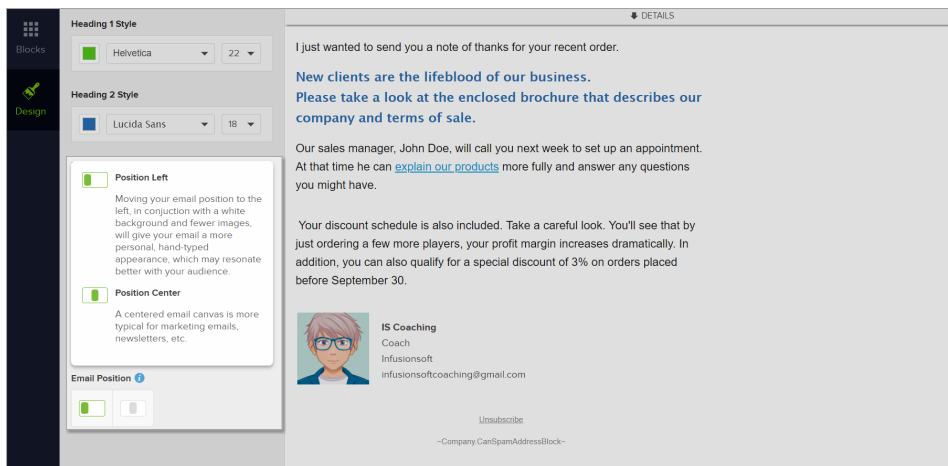 Blocks
Design
Heading 1 Style
Helvetica 22
Heading 2 Style
Lucida Sans 18
Position Left
Moving your email position to the
left, in conjuction with a white
background and fewer images,
will give your email a more
personal, hand-typed
appearance, which may resonate
better with your audience.
Position Center
A centered email canvas is more
typical for marketing emails,
newsletters, etc.
Email Position
DETAILS
I just wanted to send you a note of thanks for your recent order.
New clients are the lifeblood of our business.
Please take a look at the enclosed brochure that describes our
company and terms of sale.
Our sales manager, John Doe, will call you next week to set up an appointment.
At that time he can explain our products more fully and answer any questions
you might have.
Your discount schedule is also included. Take a careful look. You'll see that by
just ordering a few more players, your profit margin increases dramatically. In
addition, you can also qualify for a special discount of 3% on orders placed
before September 30.
IS Coaching
Coach
Infusionsoft
infusionsoftcoaching@gmail.com
Unsubscribe
~Company.CanSpamAddressBlock~